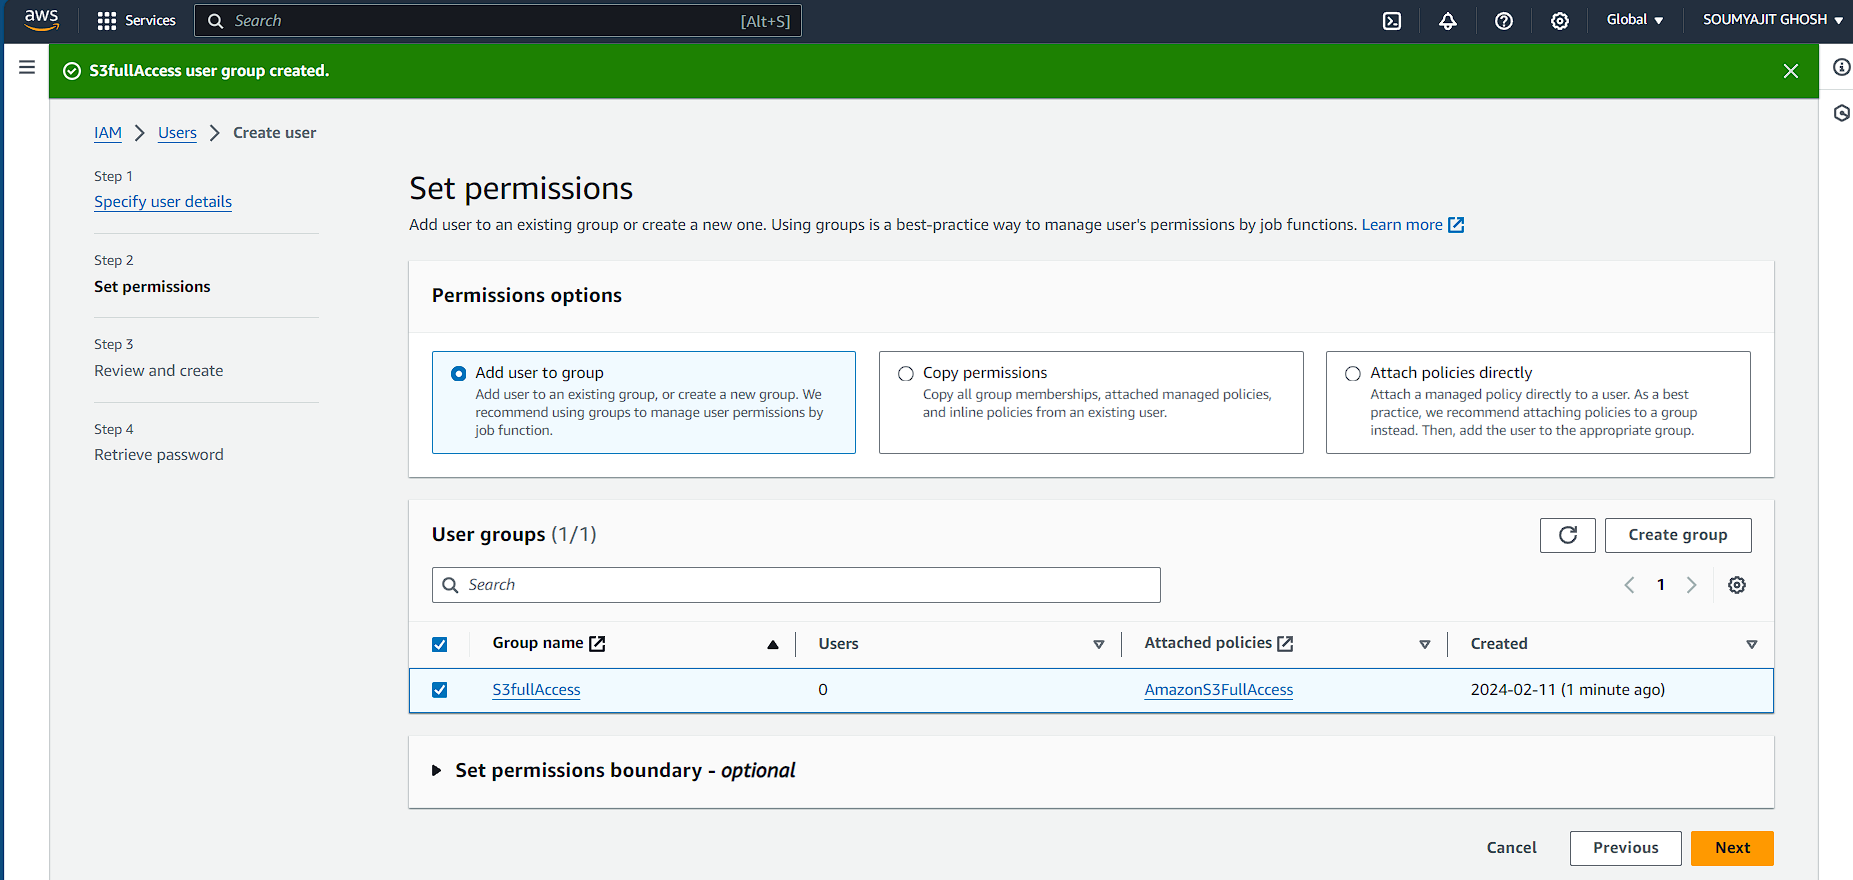 aws Services Search [Alt+S] Global SOUMYAJIT GHOSH
S3fullAccess user group created.
IAM Users Create user
Step 1
Specify user details
Step 2
Set permissions
Step 3
Review and create
Step 4
Retrieve password
Set permissions
Add user to an existing group or create a new one. Using groups is a best-practice way to manage user's permissions by job functions. Learn more
Permissions options
Add user to group
Add user to an existing group, or create a new group. We
recommend using groups to manage user permissions by
job function.
Copy permissions
Copy all group memberships, attached managed policies,
and inline policies from an existing user.
Attach policies directly
Attach a managed policy directly to a user. As a best
practice, we recommend attaching policies to a group
instead. Then, add the user to the appropriate group.
User groups (1/1)
Create group
Search
1
Group name Users Attached policies Created
S3fullAccess 0 AmazonS3FullAccess 2024-02-11 (1 minute ago)
Set permissions boundary - optional
Cancel Previous Next